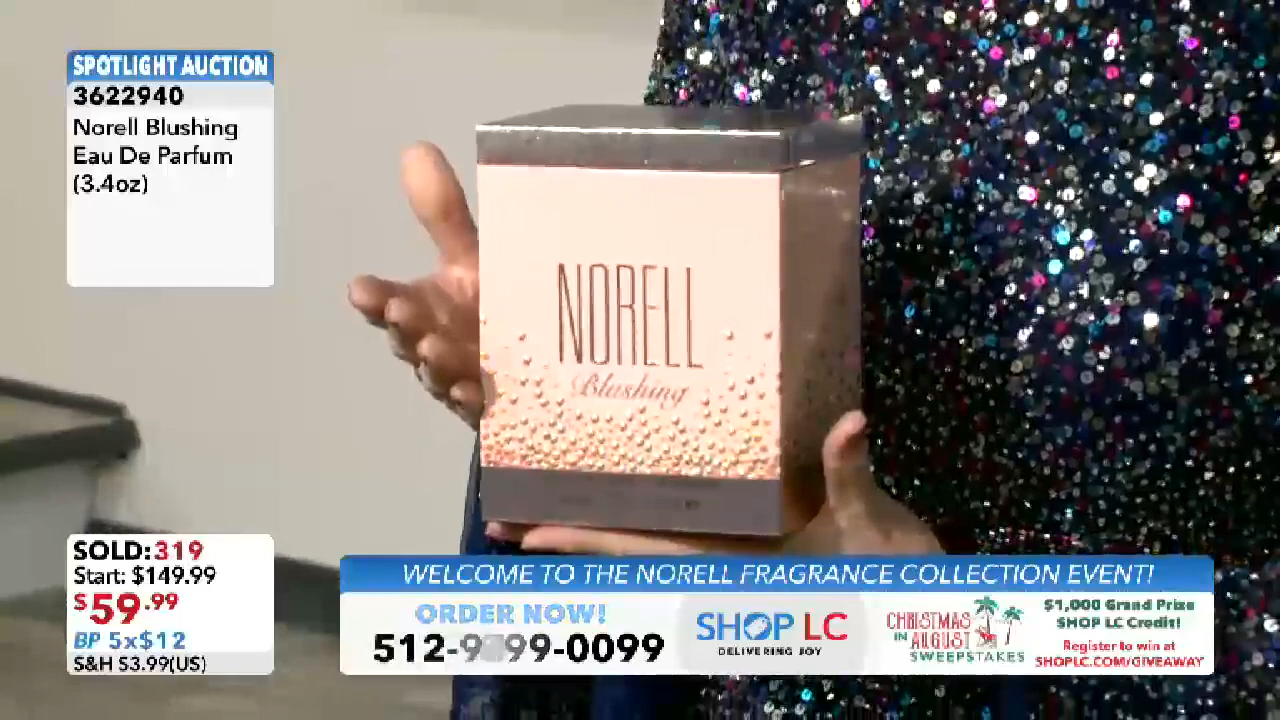 SPOTLIGHT AUCTION
3622940
Norell Blushing
Eau De Parfum
(3.4oz)
NORELL
Blushing
SOLD: 319
Start: $149.99
$59.99
BP 5x$12
S&H $3.99(US)
WELCOME TO THE NORELL FRAGRANCE COLLECTION EVENT!
ORDER NOW!
SHOP LC
DELIVERING JOY
CHRISTMAS
IN
AUGUST
SWEEPSTAKES
$1,000 Grand Prize
SHOP LC Credit!
Register to win at
SHOPLC.COM/GIVEAWAY